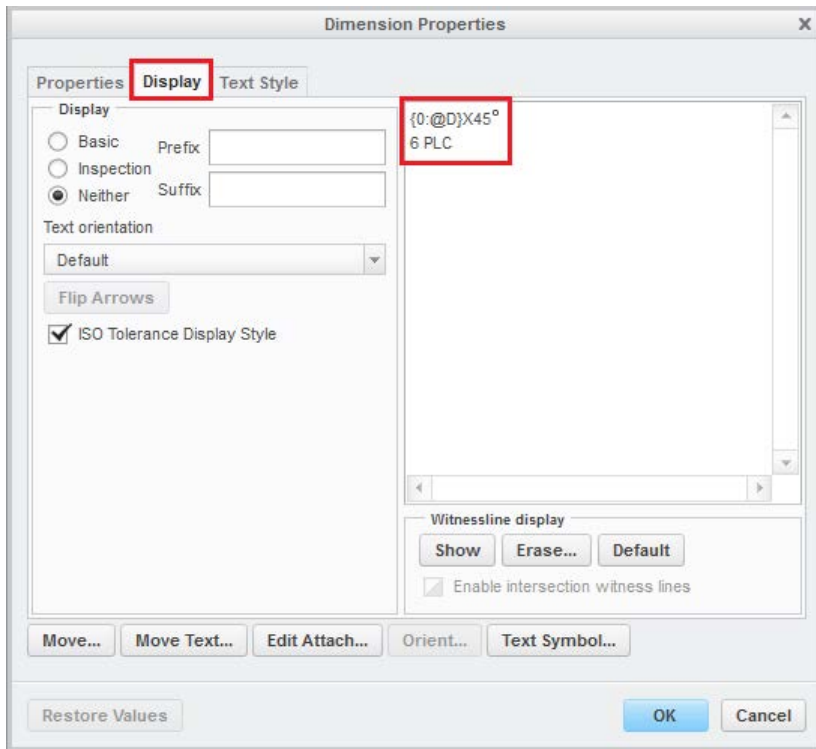 Dimension Properties X
Properties Display Text Style
Display
Basic
Prefix
Inspection
Neither
Suffix
Text orientation
Default
Flip Arrows
ISO Tolerance Display Style
{0:@D}X45°
6 PLC
Witnessline display
Show Erase... Default
Enable intersection witness lines
Move... Move Text... Edit Attach... Orient... Text Symbol...
Restore Values OK Cancel